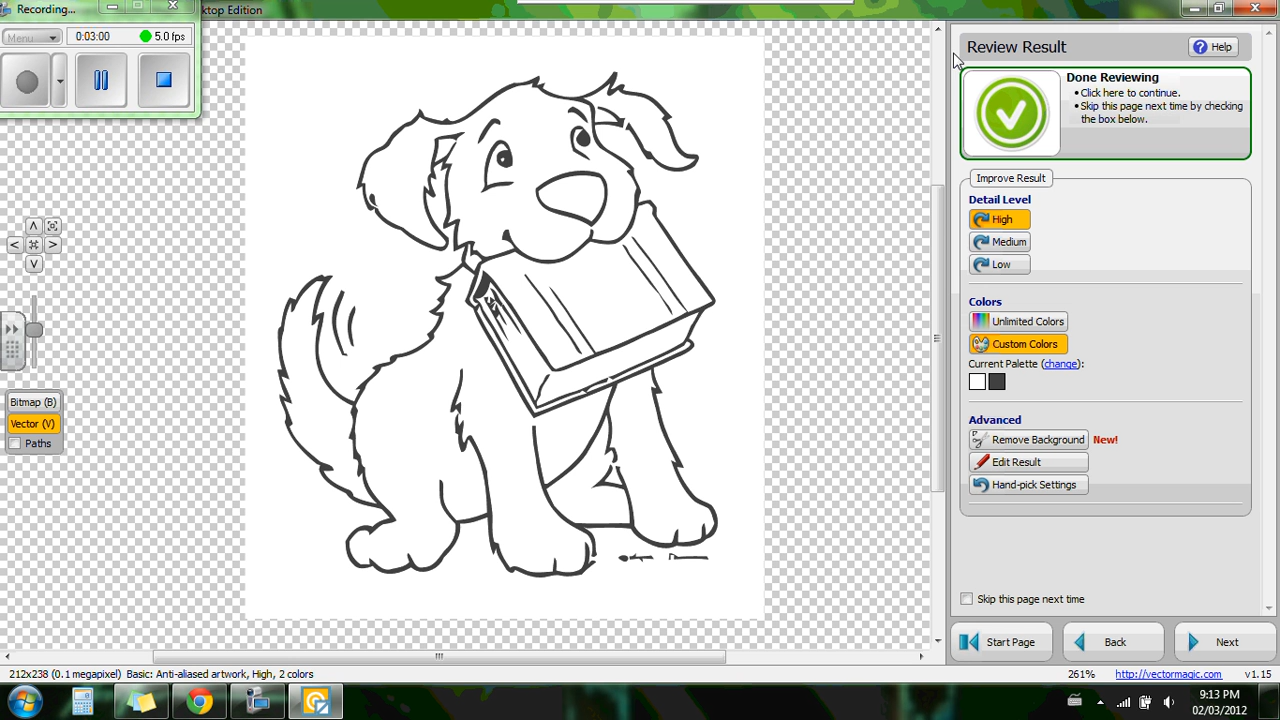 Recording...
ktop Edition
Menu
0:03:00
5.0 fps
Review Result
Help
Done Reviewing
•Click here to continue.
•Skip this page next time by checking
the box below.
Improve Result
Detail Level
High
Medium
Low
Colors
Unlimited Colors
Custom Colors
Current Palette (change):
Advanced
Remove Background New!
Edit Result
Hand-pick Settings
Bitmap (B)
Vector (V)
Paths
Skip this page next time
Start Page
Back
Next
212x238 (0.1 megapixel) Basic: Anti-aliased artwork, High, 2 colors
261%
http://vectormagic.com
v1.15
9:13 PM
02/03/2012